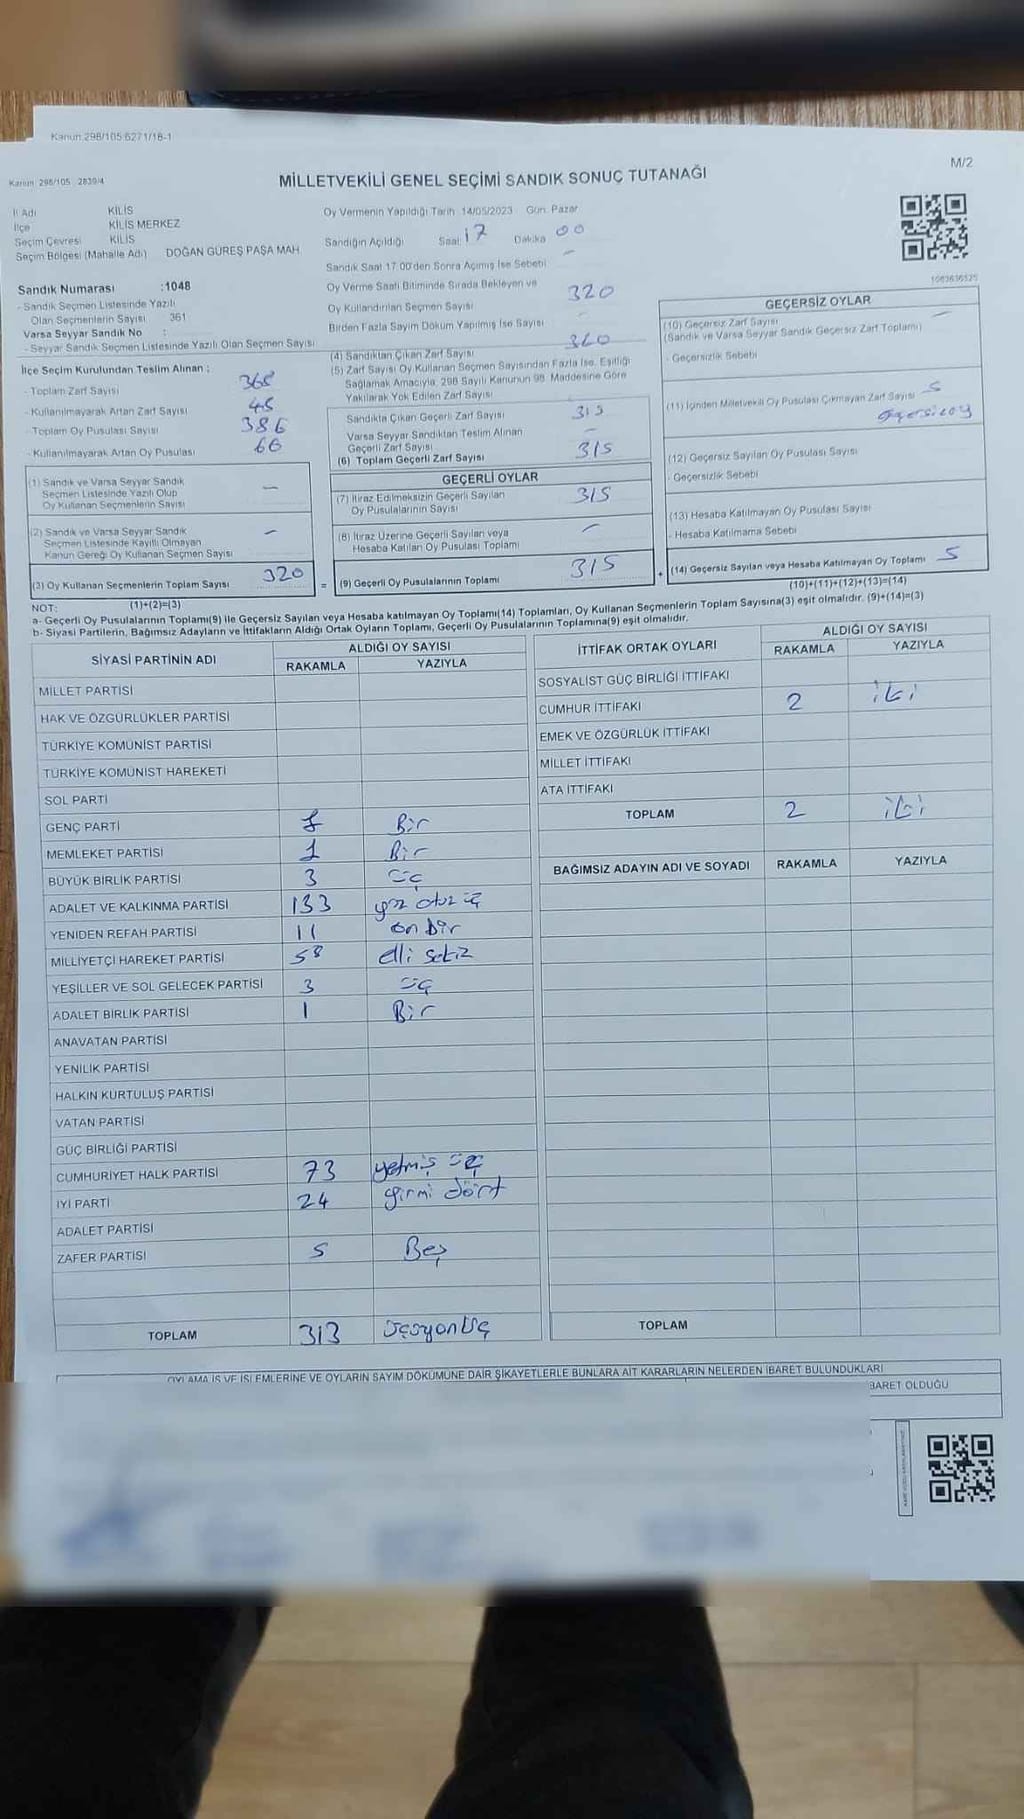 Kanun 298/105 6271/18-1
Kanun 298/105 2839/4
M/2
MİLLETVEKİLİ GENEL SEÇİMİ SANDIK SONUÇ TUTANAĞI
İl Adı KİLİS
İlçe KİLİS MERKEZ
Seçim Çevresi KİLİS
Seçim Bölgesi (Mahalle Adı) DOĞAN GÜREŞ PAŞA MAH.
Sandık Numarası :1048
- Sandık Seçmen Listesinde Yazılı
Olan Seçmenlerin Sayısı 361
Varsa Seyyar Sandık No :
- Seyyar Sandık Seçmen Listesinde Yazılı Olan Seçmen Sayısı
İlçe Seçim Kurulundan Teslim Alınan ;
- Toplam Zarf Sayısı 368
- Kullanılmayarak Artan Zarf Sayısı 48
- Toplam Oy Pusulası Sayısı 386
- Kullanılmayarak Artan Oy Pusulası 66
(1) Sandık ve Varsa Seyyar Sandık
Seçmen Listesinde Yazılı Olup
Oy Kullanan Seçmenlerin Sayısı –
(2) Sandık ve Varsa Seyyar Sandık
Seçmen Listesinde Kayıtlı Olmayan
Kanun Gereği Oy Kullanan Seçmen Sayısı –
(3) Oy Kullanan Seçmenlerin Toplam Sayısı 320
Oy Vermenin Yapıldığı Tarih :14/05/2023 Gün: Pazar
Sandığın Açıldığı Saat 17 Dakika 00
Sandık Saat 17:00'den Sonra Açılmış İse Sebebi –
Oy Verme Saati Bitiminde Sırada Bekleyen ve
Oy Kullandırılan Seçmen Sayısı 320
Birden Fazla Sayım Döküm Yapılmış İse Sayısı –
(4) Sandıktan Çıkan Zarf Sayısı 320
(5) Zarf Sayısı Oy Kullanan Seçmen Sayısından Fazla İse, Eşitliği
Sağlamak Amacıyla, 298 Sayılı Kanunun 98. Maddesine Göre
Yakılarak Yok Edilen Zarf Sayısı
Sandıkta Çıkan Geçerli Zarf Sayısı 315
Varsa Seyyar Sandıktan Teslim Alınan
Geçerli Zarf Sayısı –
(6) Toplam Geçerli Zarf Sayısı 315
GEÇERLİ OYLAR
(7) İtiraz Edilmeksizin Geçerli Sayılan
Oy Pusulalarının Sayısı 315
(8) İtiraz Üzerine Geçerli Sayılan veya
Hesaba Katılan Oy Pusulası Toplamı –
= (9) Geçerli Oy Pusulalarının Toplamı 315
1063636525
GEÇERSİZ OYLAR
(10) Geçersiz Zarf Sayısı –
(Sandık ve Varsa Seyyar Sandık Geçersiz Zarf Toplamı)
- Geçersizlik Sebebi
(11) İçinden Milletvekili Oy Pusulası Çıkmayan Zarf Sayısı 5
Geçersiz oy
(12) Geçersiz Sayılan Oy Pusulası Sayısı
- Geçersizlik Sebebi
(13) Hesaba Katılmayan Oy Pusulası Sayısı
- Hesaba Katılmama Sebebi
+ (14) Geçersiz Sayılan veya Hesaba Katılmayan Oy Toplamı 5
NOT: (1)+(2)=(3) (10)+(11)+(12)+(13)=(14)
a- Geçerli Oy Pusulalarının Toplamı(9) ile Geçersiz Sayılan veya Hesaba katılmayan Oy Toplamı(14) Toplamları, Oy Kullanan Seçmenlerin Toplam Sayısına(3) eşit olmalıdır. (9)+(14)=(3)
b- Siyasi Partilerin, Bağımsız Adayların ve İttifakların Aldığı Ortak Oyların Toplamı, Geçerli Oy Pusulalarının Toplamına(9) eşit olmalıdır.
SİYASİ PARTİNİN ADI ALDIĞI OY SAYISI
RAKAMLA YAZIYLA
MİLLET PARTİSİ
HAK VE ÖZGÜRLÜKLER PARTİSİ
TÜRKİYE KOMÜNİST PARTİSİ
TÜRKİYE KOMÜNİST HAREKETİ
SOL PARTİ
GENÇ PARTİ 1 Bir
MEMLEKET PARTİSİ 1 Bir
BÜYÜK BİRLİK PARTİSİ 3 üç
ADALET VE KALKINMA PARTİSİ 133 yüz otuz üç
YENİDEN REFAH PARTİSİ 11 on bir
MİLLİYETÇİ HAREKET PARTİSİ 58 elli sekiz
YEŞİLLER VE SOL GELECEK PARTİSİ 3 üç
ADALET BİRLİK PARTİSİ 1 Bir
ANAVATAN PARTİSİ
YENİLİK PARTİSİ
HALKIN KURTULUŞ PARTİSİ
VATAN PARTİSİ
GÜÇ BİRLİĞİ PARTİSİ
CUMHURİYET HALK PARTİSİ 73 yetmiş üç
İYİ PARTİ 24 yirmi dört
ADALET PARTİSİ
ZAFER PARTİSİ 5 Beş
TOPLAM 313 üçyonüç
İTTİFAK ORTAK OYLARI ALDIĞI OY SAYISI
RAKAMLA YAZIYLA
SOSYALİST GÜÇ BİRLİĞİ İTTİFAKI
CUMHUR İTTİFAKI 2 iki
EMEK VE ÖZGÜRLÜK İTTİFAKI
MİLLET İTTİFAKI
ATA İTTİFAKI
TOPLAM 2 iki
BAĞIMSIZ ADAYIN ADI VE SOYADI RAKAMLA YAZIYLA
TOPLAM
OYLAMA İŞ VE İŞLEMLERİNE VE OYLARIN SAYIM DÖKÜMÜNE DAİR ŞİKAYETLERLE BUNLARA AİT KARARLARIN NELERDEN İBARET BULUNDUKLARI
BARET OLDUĞU